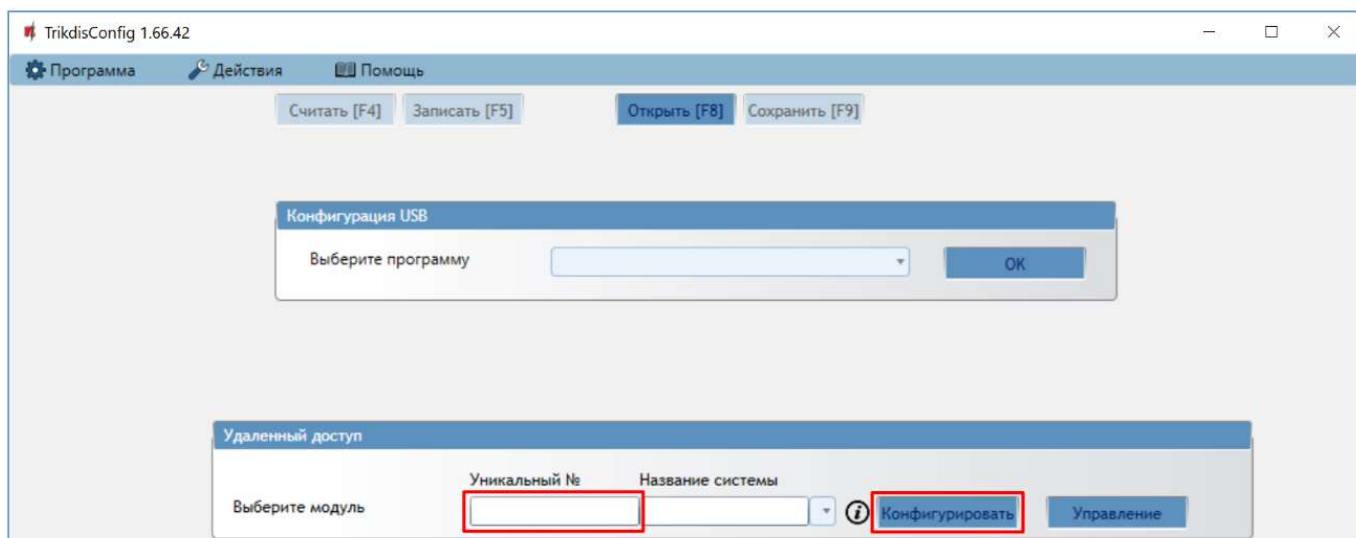 TrikdisConfig 1.66.42
Программа Действия Помощь
Считать [F4] Записать [F5] Открыть [F8] Сохранить [F9]
Конфигурация USB
Выберите программу OK
Удаленный доступ
Уникальный № Название системы
Выберите модуль Конфигурировать Управление